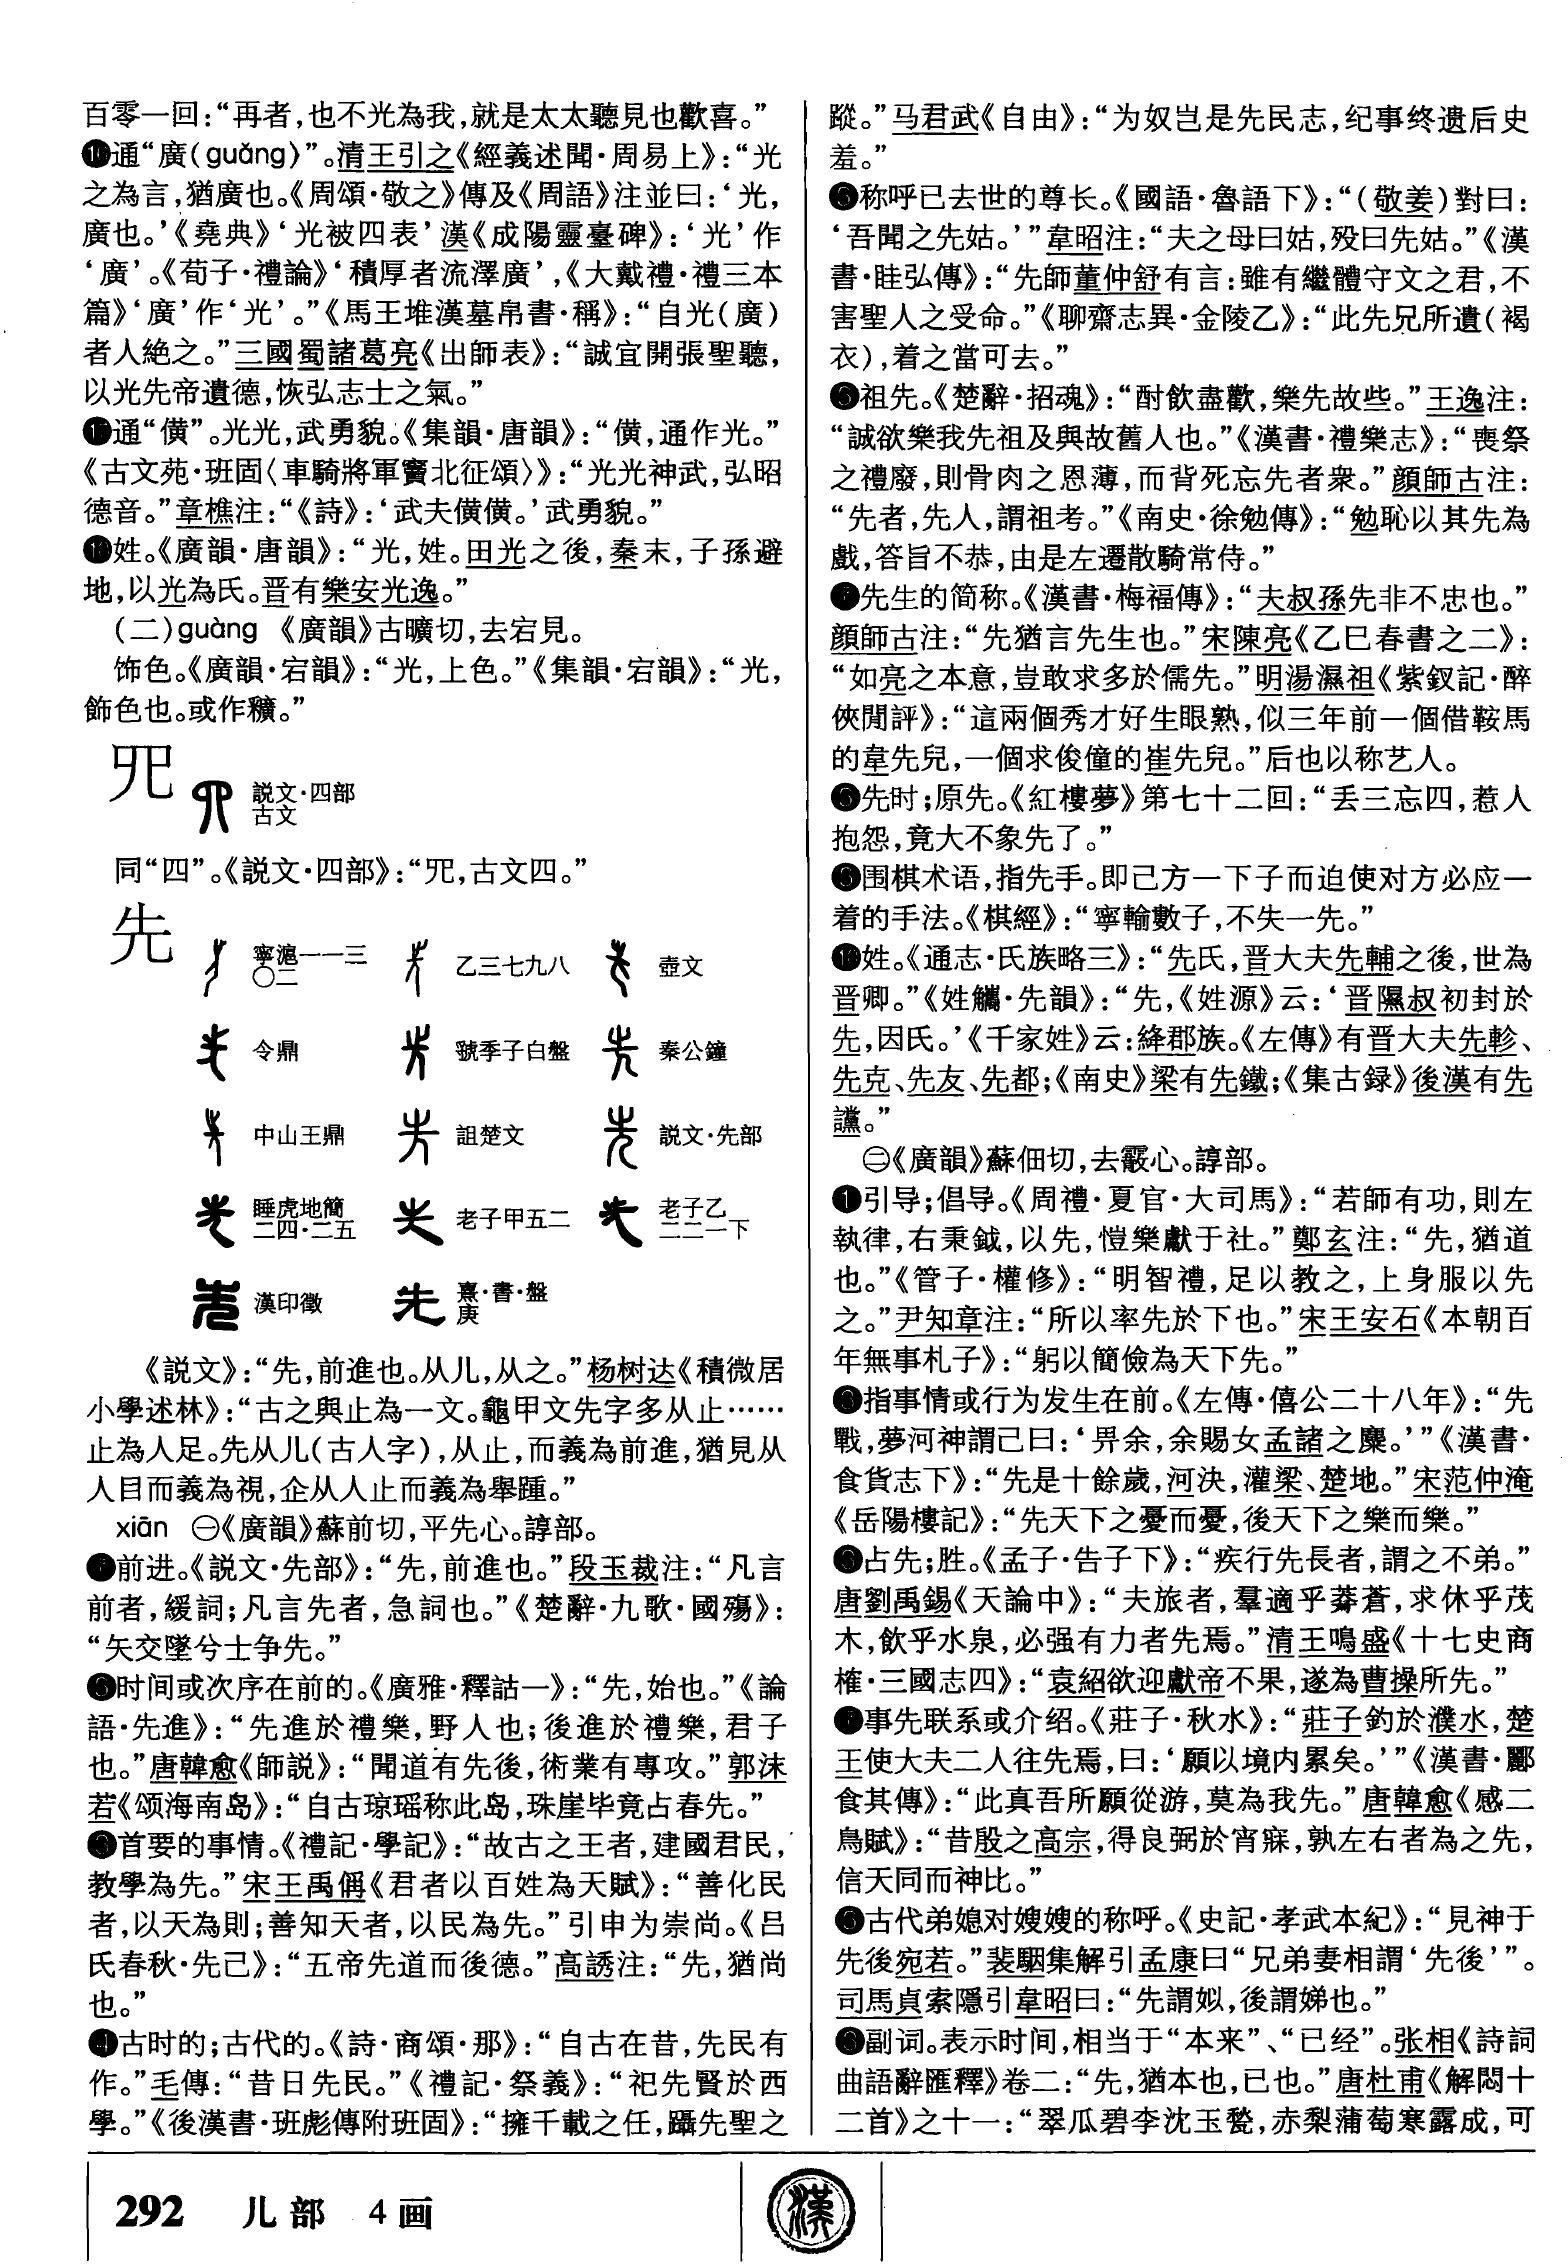 百零一回：“再者，也不光為我，就是太太聽見也歡喜。”
通“廣(guǎng)”。清王引之《經義述聞·周易上》：“光
之為言，猶廣也。《周頌·敬之》傳及《周語》注並曰：‘光，
廣也。’《堯典》‘光被四表’漢《成陽靈臺碑》：‘光’作
‘廣’。《荀子·禮論》‘積厚者流澤廣’，《大戴禮·禮三本
篇》‘廣’作‘光’。”《馬王堆漢墓帛書·稱》：“自光(廣)
者人絶之。”三國蜀諸葛亮《出師表》：“誠宜開張聖聽，
以光先帝遺德，恢弘志士之氣。”
通“僙”。光光，武勇貌。《集韻·唐韻》：“僙，通作光。”
《古文苑·班固〈車騎將軍竇北征頌〉》：“光光神武，弘昭
德音。”章樵注：“《詩》：‘武夫僙僙。’武勇貌。”
姓。《廣韻·唐韻》：“光，姓。田光之後，秦末，子孫避
地，以光為氏。晋有樂安光逸。”
(二)guàng 《廣韻》古曠切，去宕見。
饰色。《廣韻·宕韻》：“光，上色。”《集韻·宕韻》：“光，
飾色也。或作𪏪。”
𦉭
説文·四部
古文
同“四”。《説文·四部》：“𦉭，古文四。”
先
寧滬一一三
〇二 乙三七九八 壺文
令鼎 虢季子白盤 秦公鐘
中山王鼎 詛楚文 説文·先部
睡虎地簡
二四·二五 老子甲五二 老子乙
二二一下
漢印徵 熹·書·盤
庚
《説文》：“先，前進也。从儿，从之。”杨树达《積微居
小學述林》：“古之與止為一文。龜甲文先字多从止……
止為人足。先从儿(古人字)，从止，而義為前進，猶見从
人目而義為視，企从人止而義為舉踵。”
xiān ㊀《廣韻》蘇前切，平先心。諄部。
前进。《説文·先部》：“先，前進也。”段玉裁注：“凡言
前者，緩詞；凡言先者，急詞也。”《楚辭·九歌·國殤》：
“矢交墜兮士争先。”
时间或次序在前的。《廣雅·釋詁一》：“先，始也。”《論
語·先進》：“先進於禮樂，野人也；後進於禮樂，君子
也。”唐韓愈《師説》：“聞道有先後，術業有專攻。”郭沫
若《颂海南岛》：“自古琼瑶称此岛，珠崖毕竟占春先。”
❸首要的事情。《禮記·學記》：“故古之王者，建國君民，
教學為先。”宋王禹偁《君者以百姓為天賦》：“善化民
者，以天為則；善知天者，以民為先。”引申为崇尚。《吕
氏春秋·先己》：“五帝先道而後德。”高誘注：“先，猶尚
也。”
❹古时的；古代的。《詩·商頌·那》：“自古在昔，先民有
作。”毛傳：“昔日先民。”《禮記·祭義》：“祀先賢於西
學。”《後漢書·班彪傳附班固》：“擁千載之任，躡先聖之
蹤。”马君武《自由》：“为奴岂是先民志，纪事终遗后史
羞。”
❺称呼已去世的尊长。《國語·魯語下》：“(敬姜)對曰：
‘吾聞之先姑。’”韋昭注：“夫之母曰姑，殁曰先姑。”《漢
書·眭弘傳》：“先師董仲舒有言：雖有繼體守文之君，不
害聖人之受命。”《聊齋志異·金陵乙》：“此先兄所遺(褐
衣)，着之當可去。”
祖先。《楚辭·招魂》：“酎飲盡歡，樂先故些。”王逸注：
“誠欲樂我先祖及與故舊人也。”《漢書·禮樂志》：“喪祭
之禮廢，則骨肉之恩薄，而背死忘先者衆。”顔師古注：
“先者，先人，謂祖考。”《南史·徐勉傳》：“勉恥以其先為
戲，答旨不恭，由是左遷散騎常侍。”
先生的简称。《漢書·梅福傳》：“夫叔孫先非不忠也。”
顔師古注：“先猶言先生也。”宋陳亮《乙巳春書之二》：
“如亮之本意，豈敢求多於儒先。”明湯濕祖《紫釵記·醉
俠閒評》：“這兩個秀才好生眼熟，似三年前一個借鞍馬
的韋先兒，一個求俊僮的崔先兒。”后也以称艺人。
先时；原先。《紅樓夢》第七十二回：“丢三忘四，惹人
抱怨，竟大不象先了。”
围棋术语，指先手。即己方一下子而迫使对方必应一
着的手法。《棋經》：“寧輸數子，不失一先。”
姓。《通志·氏族略三》：“先氏，晋大夫先輔之後，世為
晋卿。”《姓觿·先韻》：“先，《姓源》云：‘晋隰叔初封於
先，因氏。’《千家姓》云：絳郡族。《左傳》有晋大夫先軫、
先克、先友、先都；《南史》梁有先鐵；《集古録》後漢有先
讜。”
㊁《廣韻》蘇佃切，去霰心。諄部。
❶引导；倡导。《周禮·夏官·大司馬》：“若師有功，則左
執律，右秉鉞，以先，愷樂獻于社。”鄭玄注：“先，猶道
也。”《管子·權修》：“明智禮，足以教之，上身服以先
之。”尹知章注：“所以率先於下也。”宋王安石《本朝百
年無事札子》：“躬以簡儉為天下先。”
指事情或行为发生在前。《左傳·僖公二十八年》：“先
戰，夢河神謂己曰：‘畀余，余賜女孟諸之麋。’”《漢書·
食貨志下》：“先是十餘歲，河決，灌梁、楚地。”宋范仲淹
《岳陽樓記》：“先天下之憂而憂，後天下之樂而樂。”
❸占先；胜。《孟子·告子下》：“疾行先長者，謂之不弟。”
唐劉禹錫《天論中》：“夫旅者，羣適乎莽蒼，求休乎茂
木，飲乎水泉，必强有力者先焉。”清王鳴盛《十七史商
榷·三國志四》：“袁紹欲迎獻帝不果，遂為曹操所先。”
事先联系或介绍。《莊子·秋水》：“莊子釣於濮水，楚
王使大夫二人往先焉，曰：‘願以境内累矣。’”《漢書·酈
食其傳》：“此真吾所願從游，莫為我先。”唐韓愈《感二
鳥賦》：“昔殷之高宗，得良弼於宵寐，孰左右者為之先，
信天同而神比。”
❺古代弟媳对嫂嫂的称呼。《史記·孝武本紀》：“見神于
先後宛若。”裴駰集解引孟康曰“兄弟妻相謂‘先後’”。
司馬貞索隱引韋昭曰：“先謂姒，後謂娣也。”
副词。表示时间，相当于“本来”、“已经”。张相《詩詞
曲語辭匯釋》卷二：“先，猶本也，已也。”唐杜甫《解悶十
二首》之十一：“翠瓜碧李沈玉甃，赤梨蒲萄寒露成，可
292 儿部 4画
漢